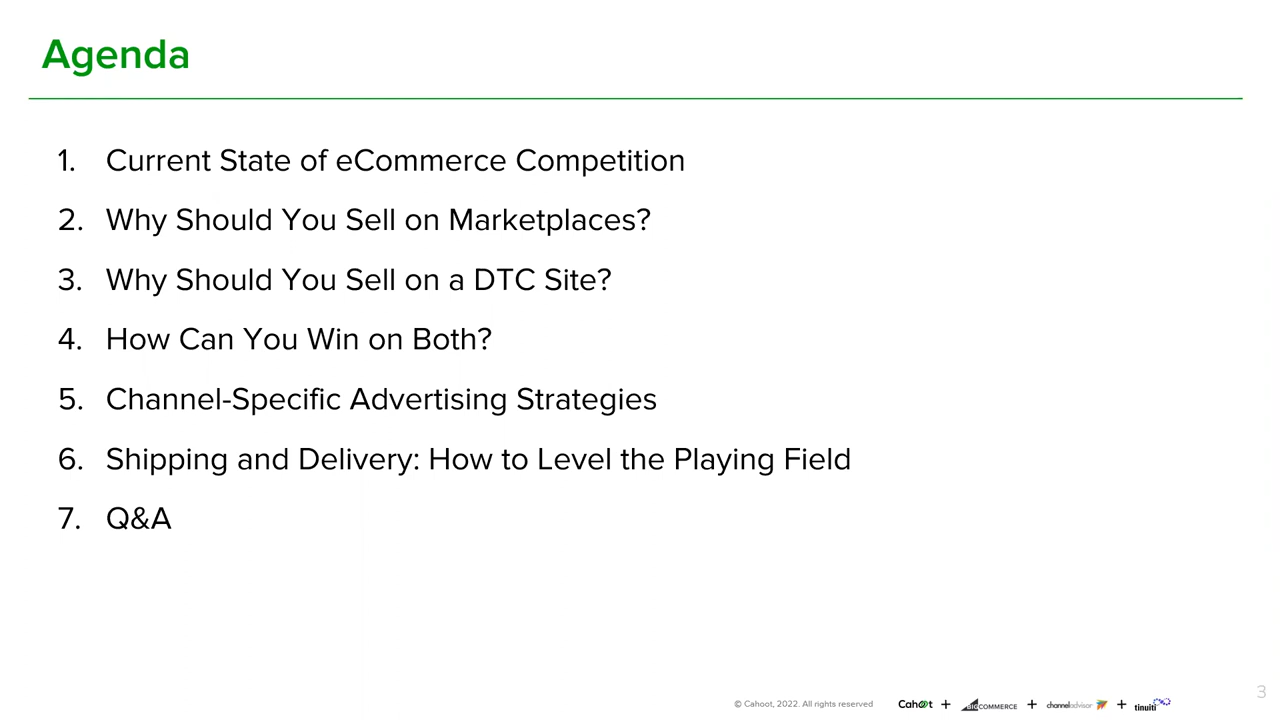 Agenda
1. Current State of eCommerce Competition
2. Why Should You Sell on Marketplaces?
3. Why Should You Sell on a DTC Site?
4. How Can You Win on Both?
5. Channel-Specific Advertising Strategies
6. Shipping and Delivery: How to Level the Playing Field
7. Q&A
© Cahoot, 2022. All rights reserved Cahoot + BIGCOMMERCE + channeladvisor + tinuiti
3